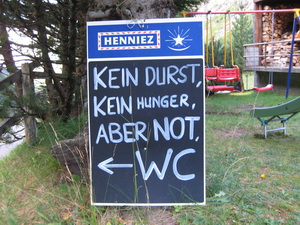 HENNIEZ
KEIN DURST,
KEIN HUNGER,
ABER NOT,
←WC